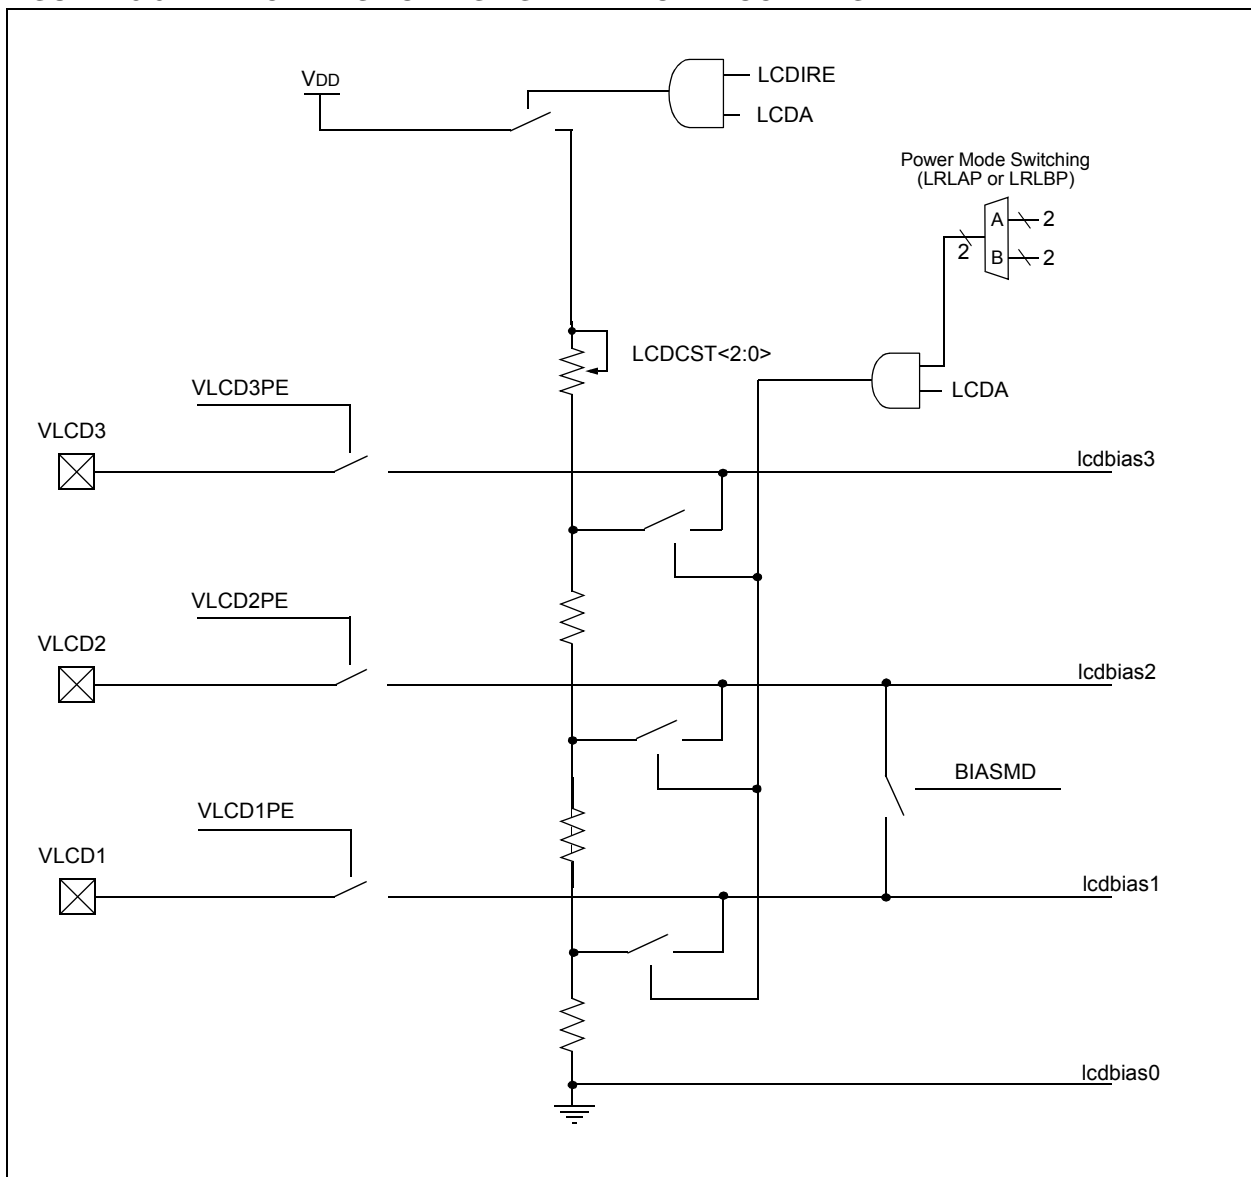 VDD
LCDIRE
LCDA
Power Mode Switching
(LRLAP or LRLBP)
A
2
2
B
2
LCDCST<2:0>
LCDA
VLCD3PE
VLCD3
lcdbias3
VLCD2PE
VLCD2
lcdbias2
BIASMD
VLCD1PE
VLCD1
lcdbias1
lcdbias0